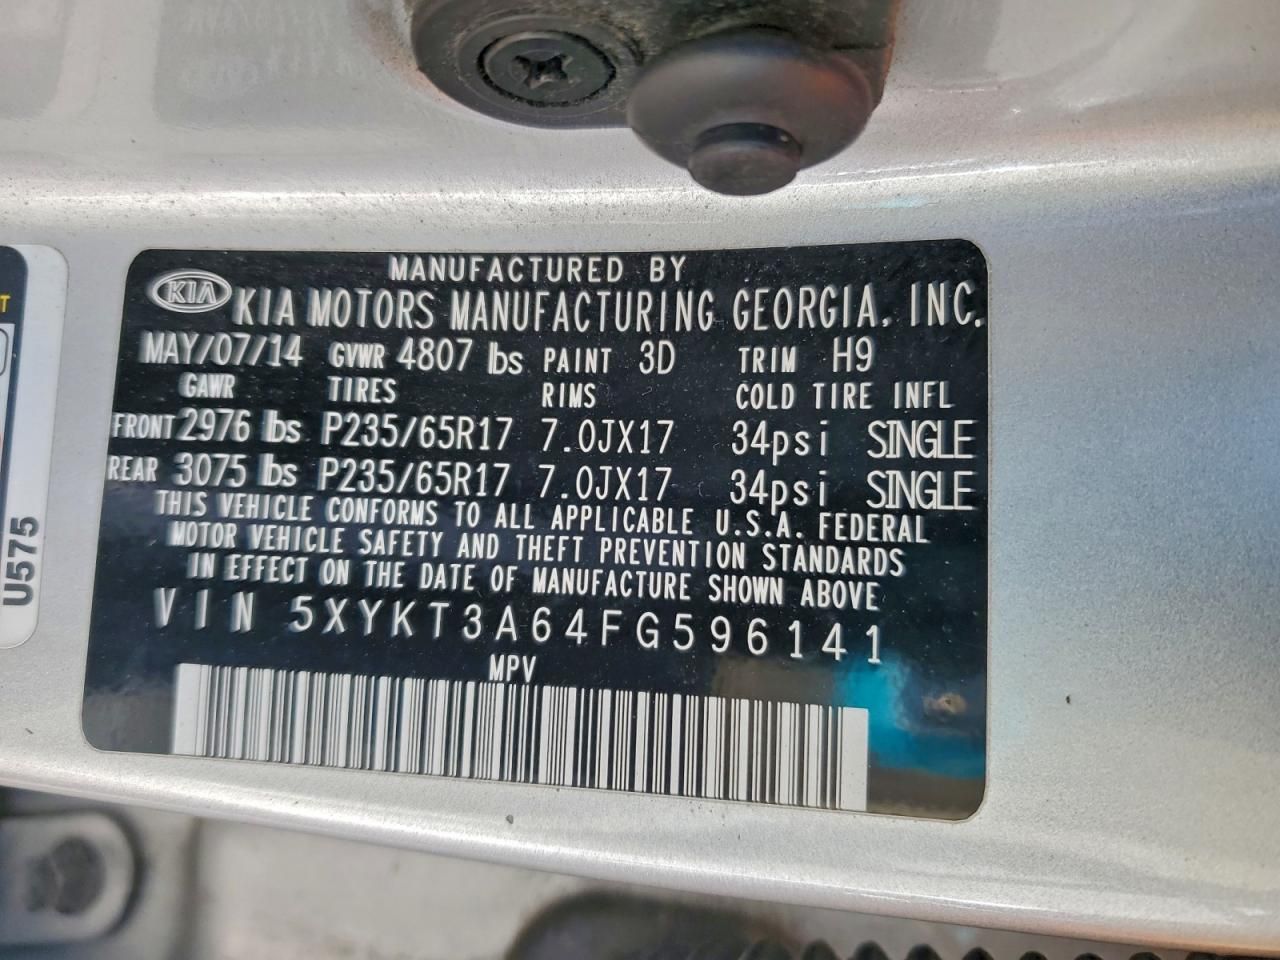 MANUFACTURED BY
KIA KIA MOTORS MANUFACTURING GEORGIA, INC.
MAY/07/14 GVWR 4807 lbs PAINT 3D TRIM H9
GAWR TIRES RIMS COLD TIRE INFL
FRONT 2976 lbs P235/65R17 7.0JX17 34psi SINGLE
REAR 3075 lbs P235/65R17 7.0JX17 34psi SINGLE
THIS VEHICLE CONFORMS TO ALL APPLICABLE U.S.A. FEDERAL
MOTOR VEHICLE SAFETY AND THEFT PREVENTION STANDARDS
IN EFFECT ON THE DATE OF MANUFACTURE SHOWN ABOVE
VIN 5XYKT3A64FG596141
MPV
U575